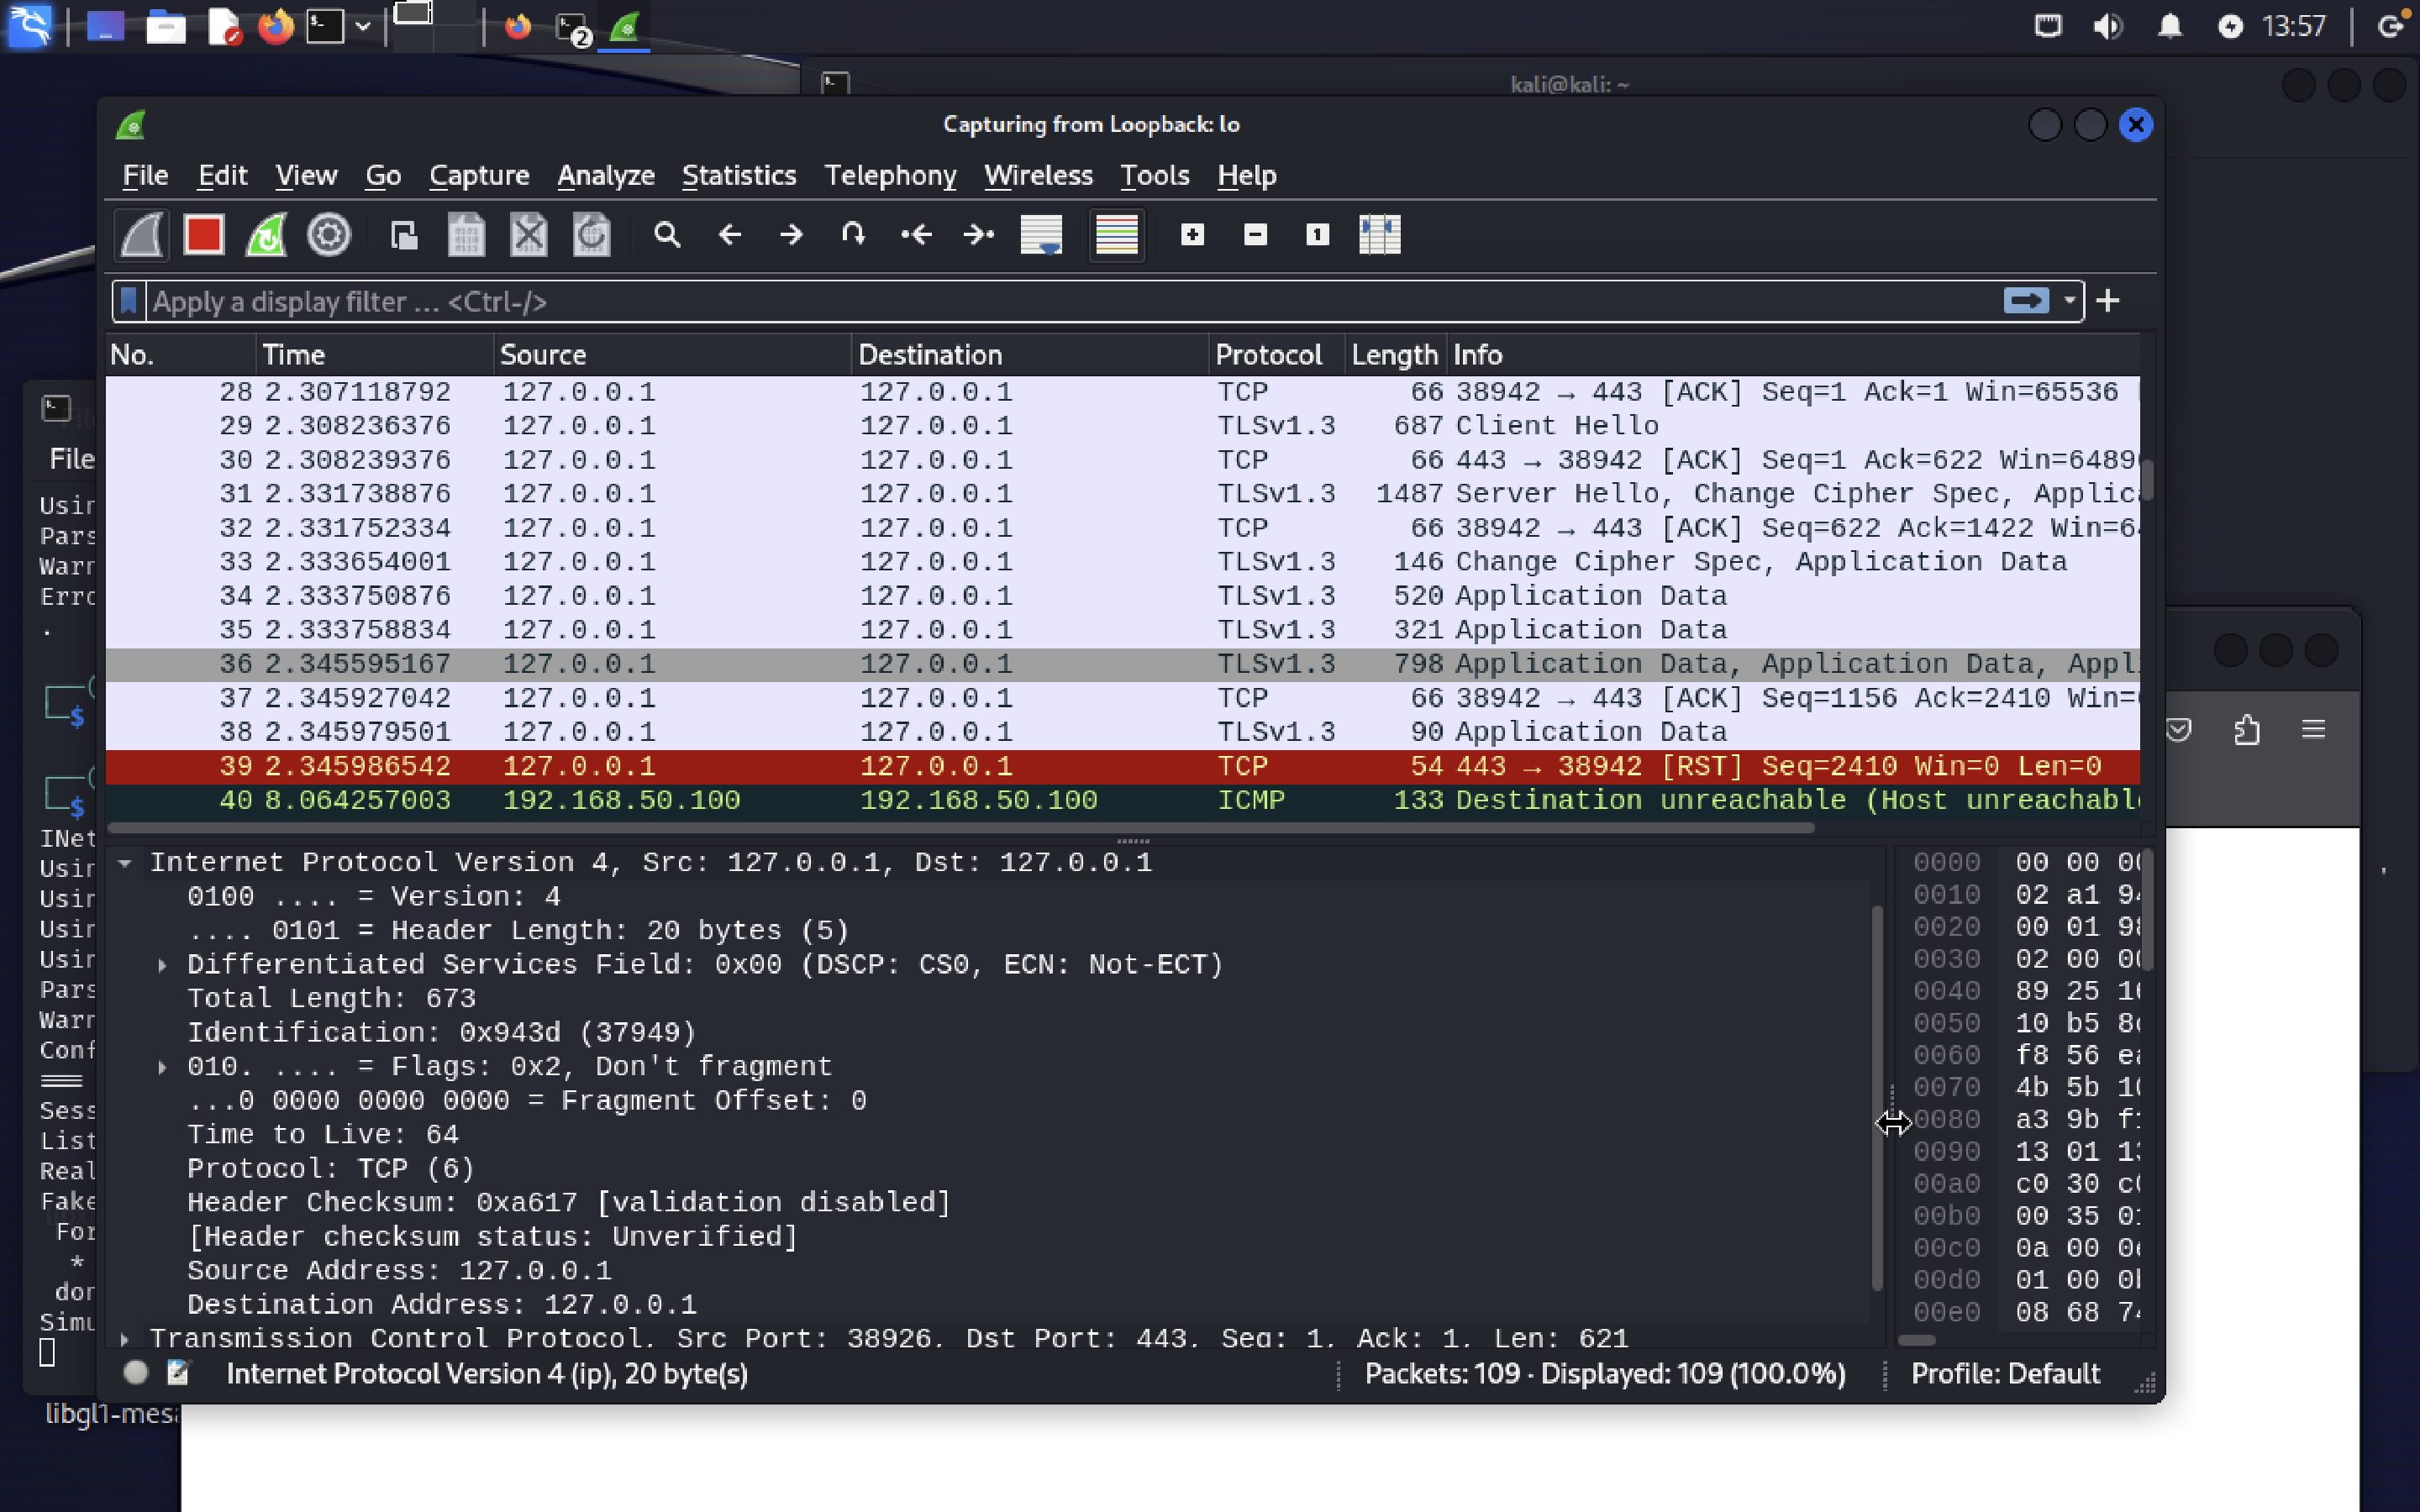 2
13:57
kali@kali: ~
Capturing from Loopback: lo
File Edit View Go Capture Analyze Statistics Telephony Wireless Tools Help
Apply a display filter … <Ctrl-/>
No. Time Source Destination Protocol Length Info
28 2.307118792 127.0.0.1 127.0.0.1 TCP 66 38942 → 443 [ACK] Seq=1 Ack=1 Win=65536
29 2.308236376 127.0.0.1 127.0.0.1 TLSv1.3 687 Client Hello
30 2.308239376 127.0.0.1 127.0.0.1 TCP 66 443 → 38942 [ACK] Seq=1 Ack=622 Win=6489
31 2.331738876 127.0.0.1 127.0.0.1 TLSv1.3 1487 Server Hello, Change Cipher Spec, Applic
32 2.331752334 127.0.0.1 127.0.0.1 TCP 66 38942 → 443 [ACK] Seq=622 Ack=1422 Win=6
33 2.333654001 127.0.0.1 127.0.0.1 TLSv1.3 146 Change Cipher Spec, Application Data
34 2.333750876 127.0.0.1 127.0.0.1 TLSv1.3 520 Application Data
35 2.333758834 127.0.0.1 127.0.0.1 TLSv1.3 321 Application Data
36 2.345595167 127.0.0.1 127.0.0.1 TLSv1.3 798 Application Data, Application Data, Appl
37 2.345927042 127.0.0.1 127.0.0.1 TCP 66 38942 → 443 [ACK] Seq=1156 Ack=2410 Win=
38 2.345979501 127.0.0.1 127.0.0.1 TLSv1.3 90 Application Data
39 2.345986542 127.0.0.1 127.0.0.1 TCP 54 443 → 38942 [RST] Seq=2410 Win=0 Len=0
40 8.064257003 192.168.50.100 192.168.50.100 ICMP 133 Destination unreachable (Host unreachabl
Internet Protocol Version 4, Src: 127.0.0.1, Dst: 127.0.0.1
0100 .... = Version: 4
.... 0101 = Header Length: 20 bytes (5)
Differentiated Services Field: 0x00 (DSCP: CS0, ECN: Not-ECT)
Total Length: 673
Identification: 0x943d (37949)
010. .... = Flags: 0x2, Don't fragment
...0 0000 0000 0000 = Fragment Offset: 0
Time to Live: 64
Protocol: TCP (6)
Header Checksum: 0xa617 [validation disabled]
[Header checksum status: Unverified]
Source Address: 127.0.0.1
Destination Address: 127.0.0.1
Transmission Control Protocol, Src Port: 38926, Dst Port: 443, Seq: 1, Ack: 1, Len: 621
0000 00 00
0010 02 a1
0020 00 01
0030 02 00
0040 89 25
0050 10 b5
0060 f8 56
0070 4b 5b
0080 a3 9b
0090 13 01
00a0 c0 30
00b0 00 35
00c0 0a 00
00d0 01 00
00e0 08 68
Internet Protocol Version 4 (ip), 20 byte(s)
Packets: 109 · Displayed: 109 (100.0%)
Profile: Default
File
Usin
Pars
Warn
Erro
.
$
$
INet
Usin
Usin
Usin
Usin
Pars
Warn
Conf
Sess
List
Real
Fake
For
*
don
Simu
libgl1-mesa